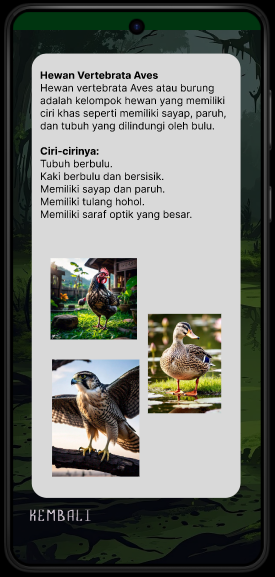 Hewan Vertebrata Aves
Hewan vertebrata Aves atau burung
adalah kelompok hewan yang memiliki
ciri khas seperti memiliki sayap, paruh,
dan tubuh yang dilindungi oleh bulu.
Ciri-cirinya:
Tubuh berbulu.
Kaki berbulu dan bersisik.
Memiliki sayap dan paruh.
Memiliki tulang hohol.
Memiliki saraf optik yang besar.
KEMBALI